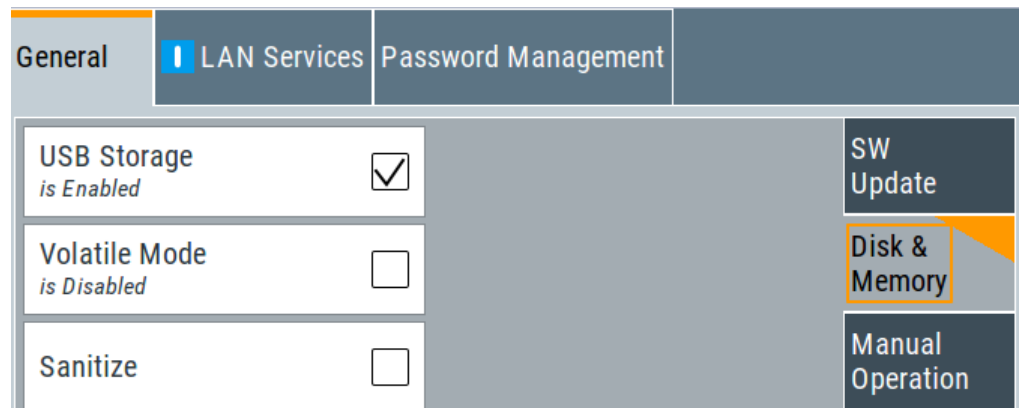 General
LAN Services
Password Management
USB Storage
is Enabled
Volatile Mode
is Disabled
Sanitize
SW
Update
Disk &
Memory
Manual
Operation